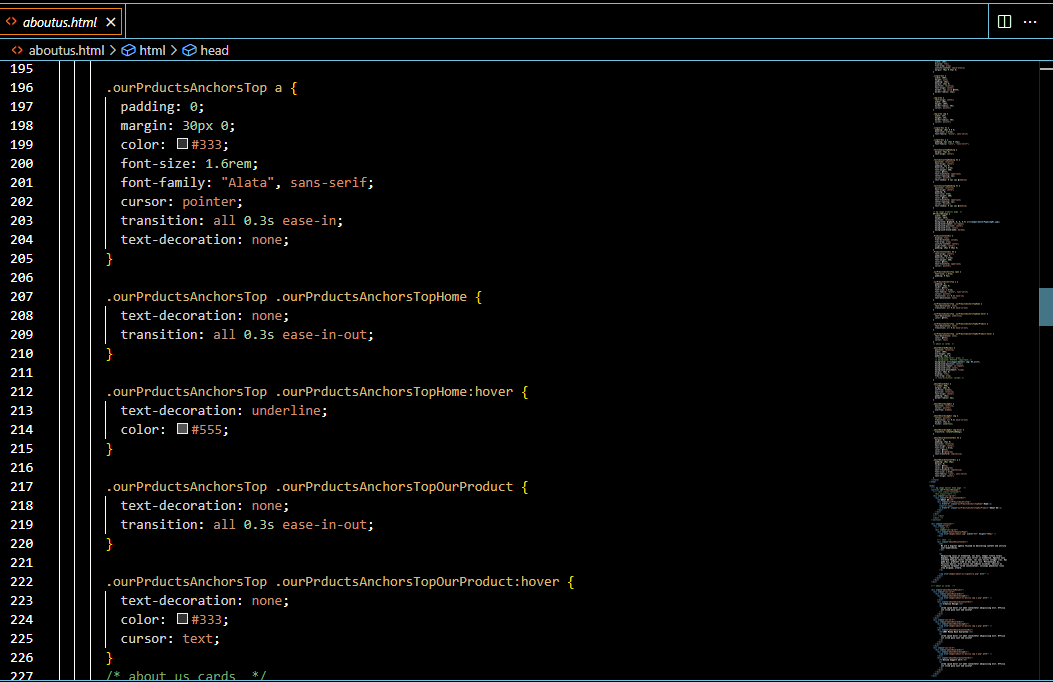 aboutus.html
aboutus.html > html > head
195
196 .ourPrductsAnchorsTop a {
197 padding: 0;
198 margin: 30px 0;
199 color: #333;
200 font-size: 1.6rem;
201 font-family: "Alata", sans-serif;
202 cursor: pointer;
203 transition: all 0.3s ease-in;
204 text-decoration: none;
205 }
206
207 .ourPrductsAnchorsTop .ourPrductsAnchorsTopHome {
208 text-decoration: none;
209 transition: all 0.3s ease-in-out;
210 }
211
212 .ourPrductsAnchorsTop .ourPrductsAnchorsTopHome:hover {
213 text-decoration: underline;
214 color: #555;
215 }
216
217 .ourPrductsAnchorsTop .ourPrductsAnchorsTopOurProduct {
218 text-decoration: none;
219 transition: all 0.3s ease-in-out;
220 }
221
222 .ourPrductsAnchorsTop .ourPrductsAnchorsTopOurProduct:hover {
223 text-decoration: none;
224 color: #333;
225 cursor: text;
226 }
227 /* about us cards */